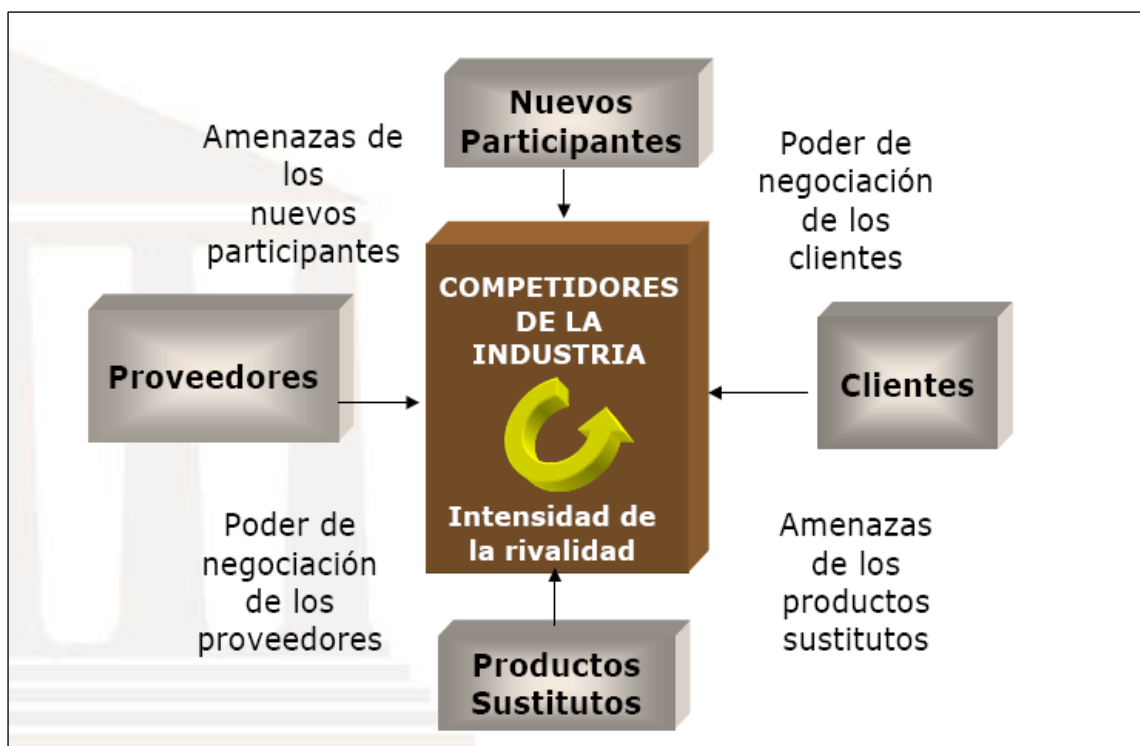 Nuevos
Participantes
Amenazas de
los
nuevos
participantes
Poder de
negociación
de los
clientes
COMPETIDORES
DE LA
INDUSTRIA
Intensidad de
la rivalidad
Proveedores
Clientes
Poder de
negociación
de los
proveedores
Amenazas
de los
productos
sustitutos
Productos
Sustitutos